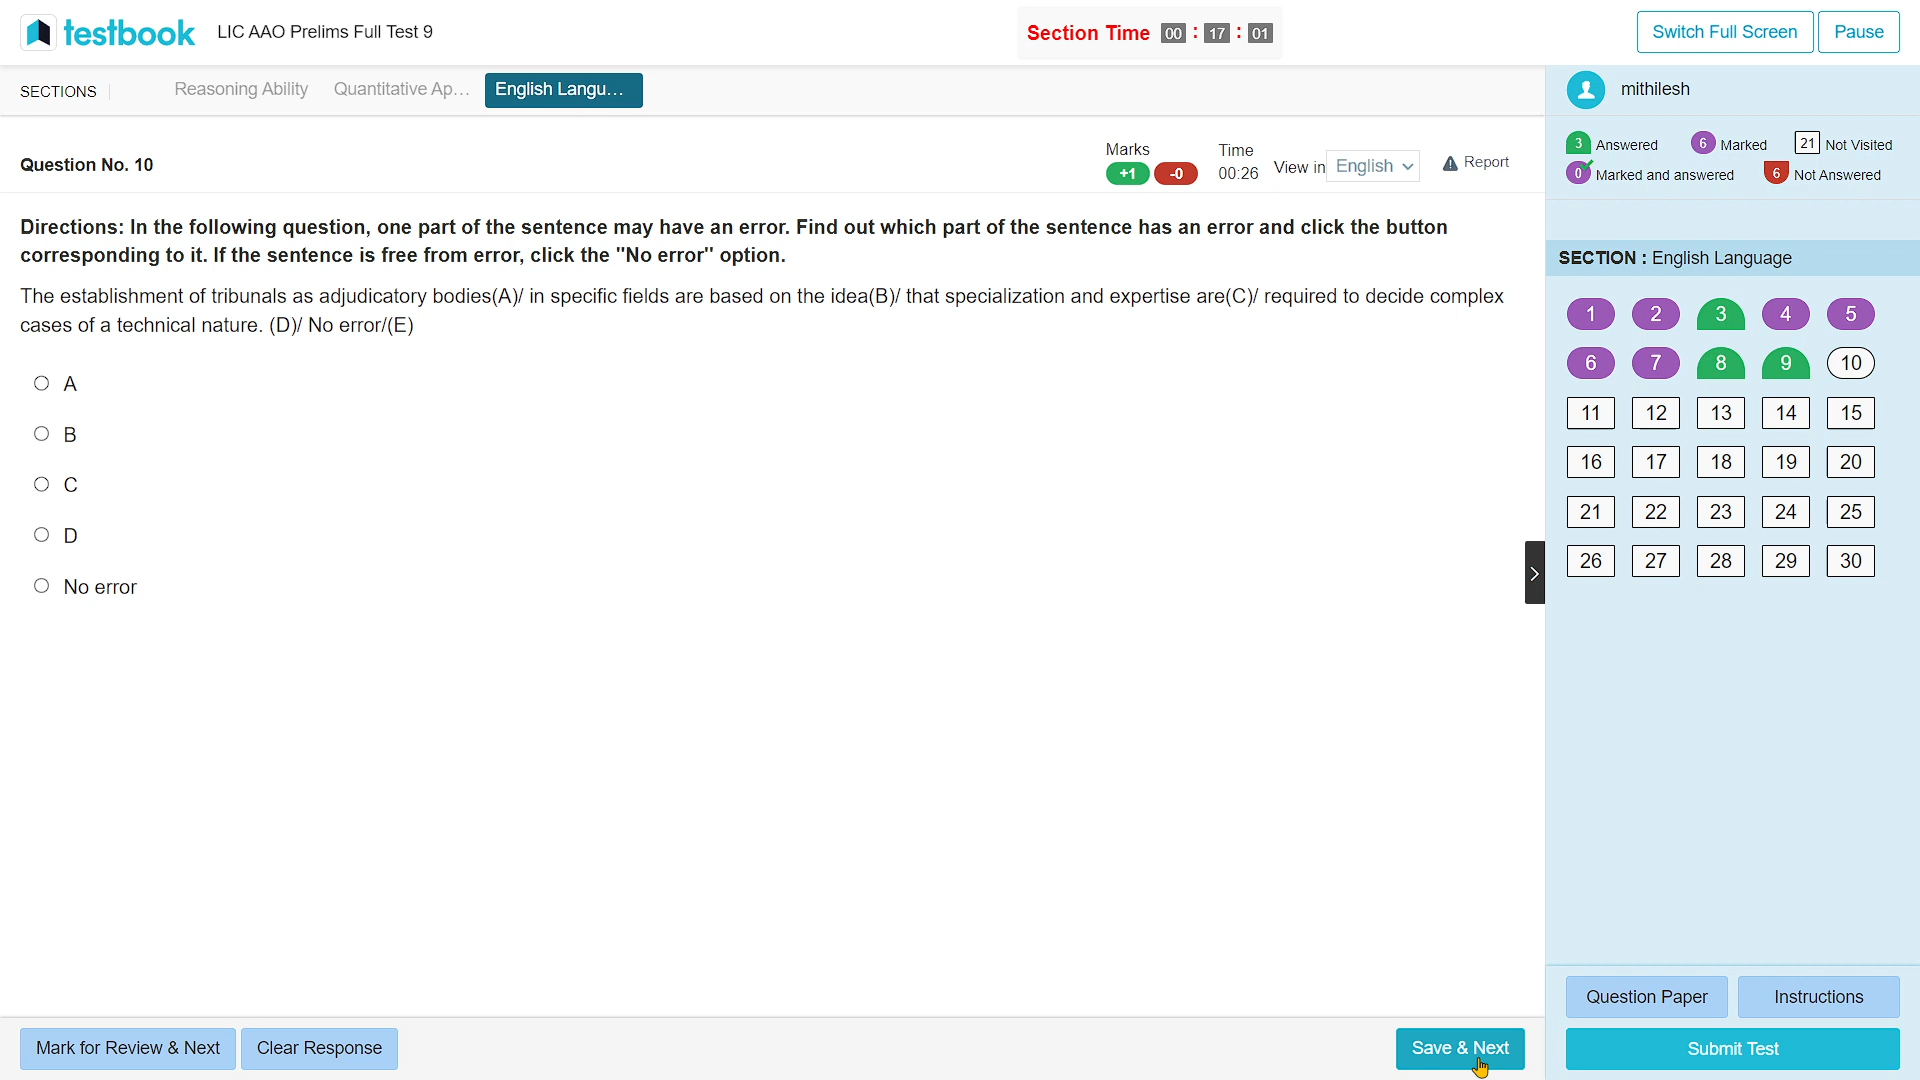 testbook LIC AAO Prelims Full Test 9 Section Time 00 : 17 : 01 Switch Full Screen Pause
SECTIONS Reasoning Ability Quantitative Ap... English Langu... mithilesh
3 Answered 6 Marked 21 Not Visited
0 Marked and answered 6 Not Answered
Question No. 10 Marks +1 -0 Time 00:26 View in English Report
Directions: In the following question, one part of the sentence may have an error. Find out which part of the sentence has an error and click the button
corresponding to it. If the sentence is free from error, click the "No error" option.
The establishment of tribunals as adjudicatory bodies(A)/ in specific fields are based on the idea(B)/ that specialization and expertise are(C)/ required to decide complex
cases of a technical nature. (D)/ No error/(E)
A
B
C
D
No error
SECTION : English Language
1 2 3 4 5
6 7 8 9 10
11 12 13 14 15
16 17 18 19 20
21 22 23 24 25
26 27 28 29 30
Question Paper Instructions
Mark for Review & Next Clear Response Save & Next Submit Test